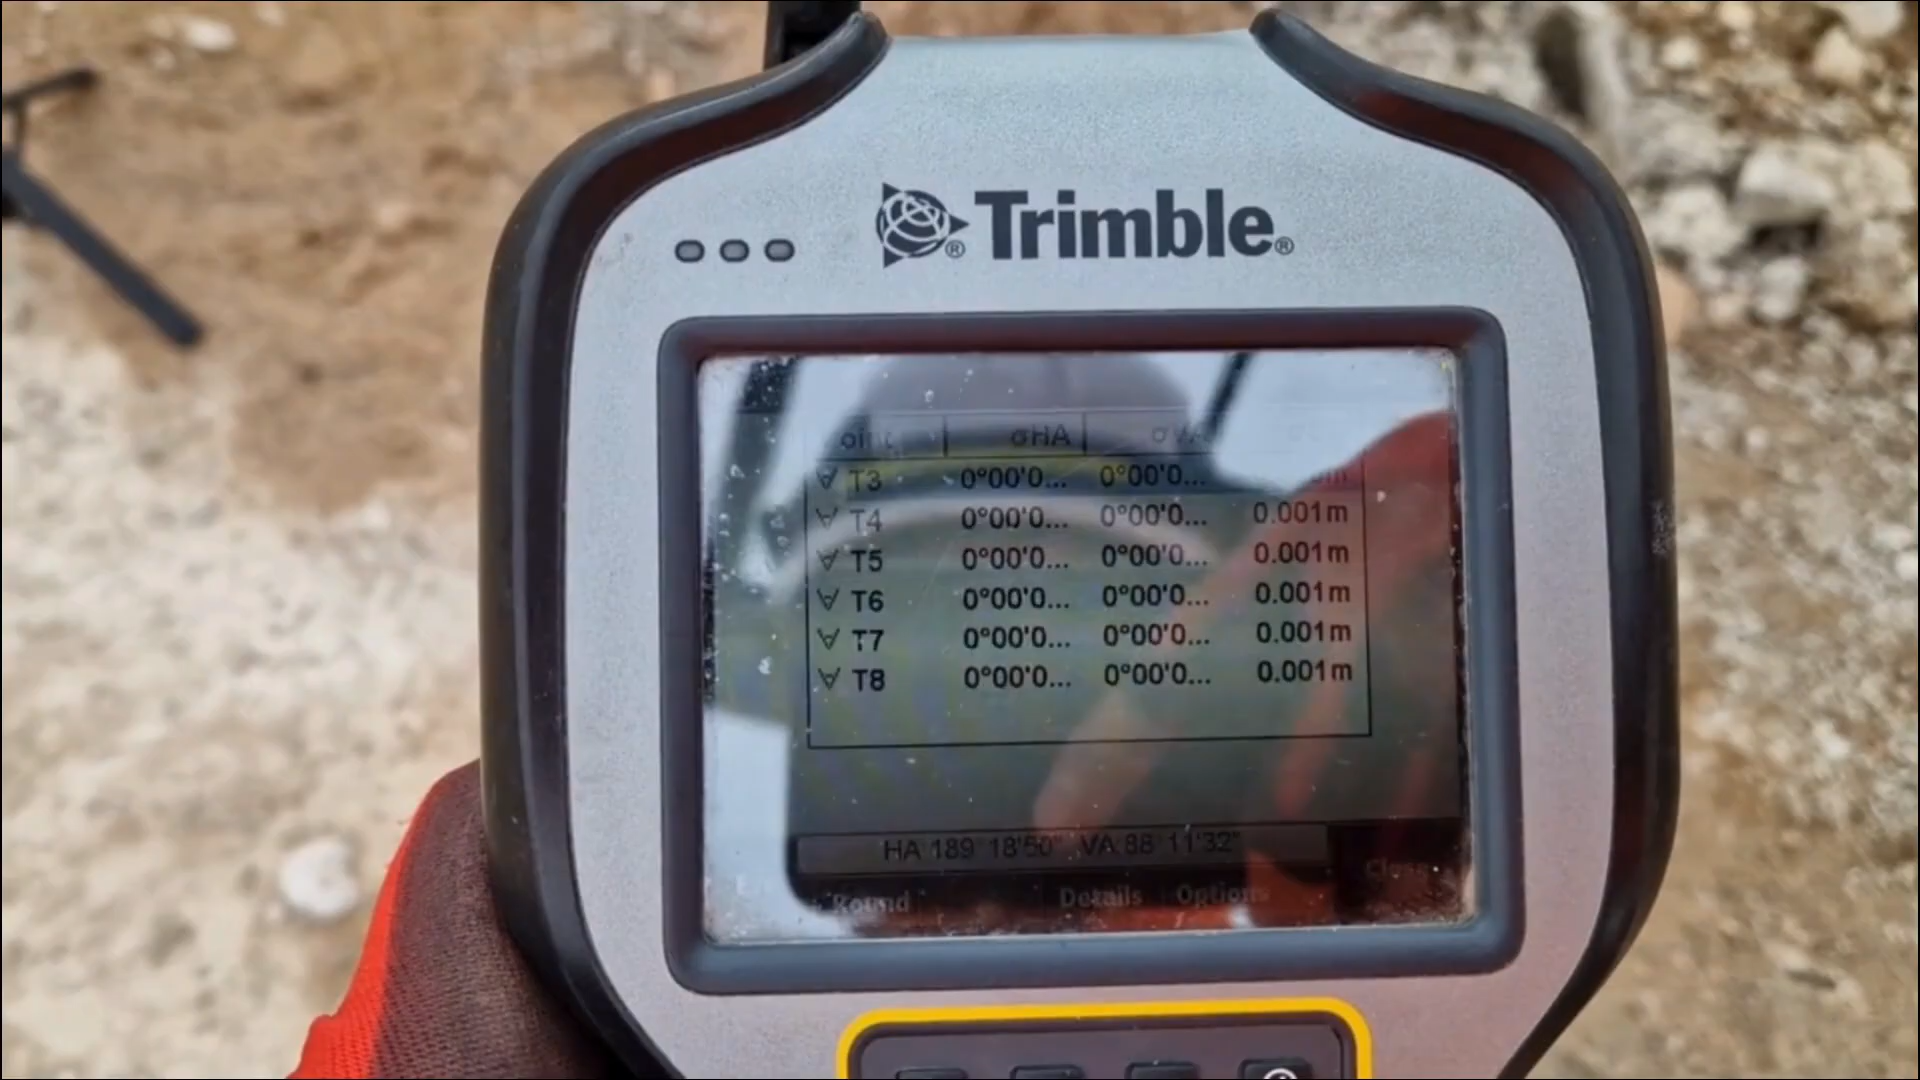 Trimble
σHA
T3 0°00'0... 0°00'0...
T4 0°00'0... 0°00'0... 0.001m
T5 0°00'0... 0°00'0... 0.001m
T6 0°00'0... 0°00'0... 0.001m
T7 0°00'0... 0°00'0... 0.001m
T8 0°00'0... 0°00'0... 0.001m
HA:189°18'50" VA:88°11'32"
Close
Round Details Options